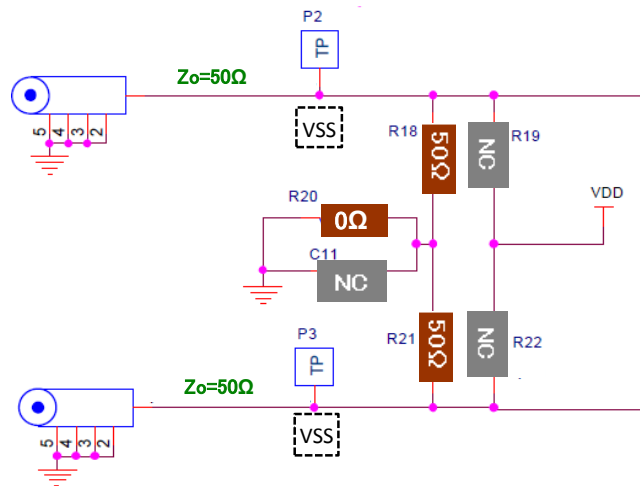 P2
TP
Zo=50Ω
VSS
5 4 3 2
R18
50Ω
NC
R19
R20
0Ω
VDD
C11
NC
P3
TP
R21
50Ω
NC
R22
Zo=50Ω
VSS
5 4 3 2